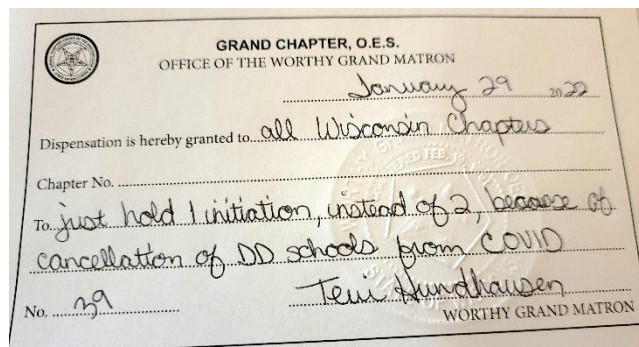 GRAND CHAPTER, O.E.S.
OFFICE OF THE WORTHY GRAND MATRON
January 29 2022
Dispensation is hereby granted to all Wisconsin Chapters
Chapter No.
To just hold 1 initiation, instead of 2, because of
cancellation of DD schools from COVID
No. 39 Terri Hundhausen
WORTHY GRAND MATRON